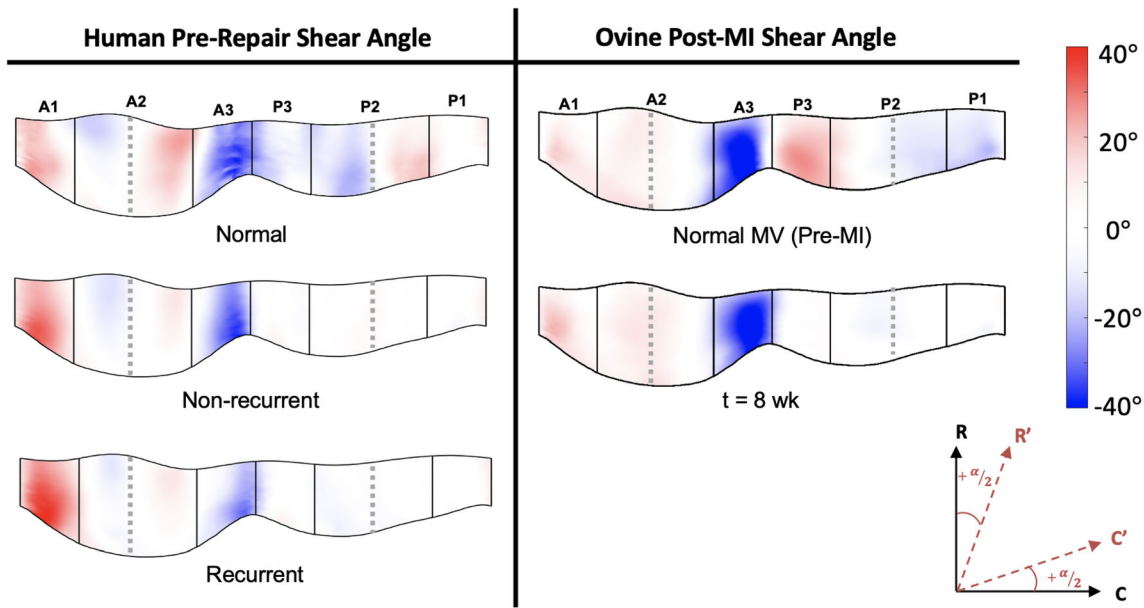 Human Pre-Repair Shear Angle
Ovine Post-MI Shear Angle
A1 A2 A3 P3 P2 P1
Normal
Non-recurrent
Recurrent
A1 A2 A3 P3 P2 P1
Normal MV (Pre-MI)
t = 8 wk
40°
20°
0°
-20°
-40°
R R'
+α/2
C'
+α/2
C